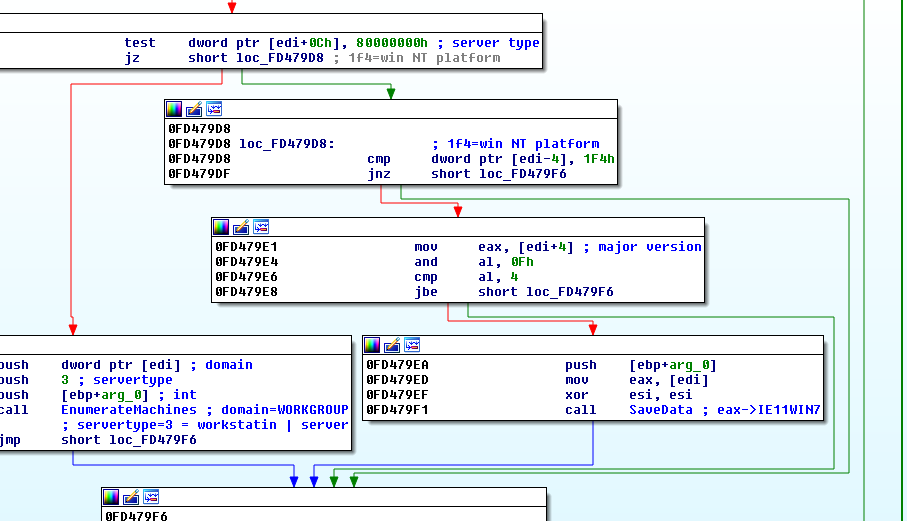 test dword ptr [edi+0Ch], 80000000h ; server type
jz short loc_FD479D8 ; 1f4=win NT platform
0FD479D8
0FD479D8 loc_FD479D8: ; 1f4=win NT platform
0FD479D8 cmp dword ptr [edi-4], 1F4h
0FD479DF jnz short loc_FD479F6
0FD479E1 mov eax, [edi+4] ; major version
0FD479E4 and al, 0Fh
0FD479E6 cmp al, 4
0FD479E8 jbe short loc_FD479F6
push dword ptr [edi] ; domain
push 3 ; servertype
push [ebp+arg_0] ; int
call EnumerateMachines ; domain=WORKGROUP
; servertype=3 = workstatin | server
jmp short loc_FD479F6
0FD479EA push [ebp+arg_0]
0FD479ED mov eax, [edi]
0FD479EF xor esi, esi
0FD479F1 call SaveData ; eax->IE11WIN7
0FD479F6